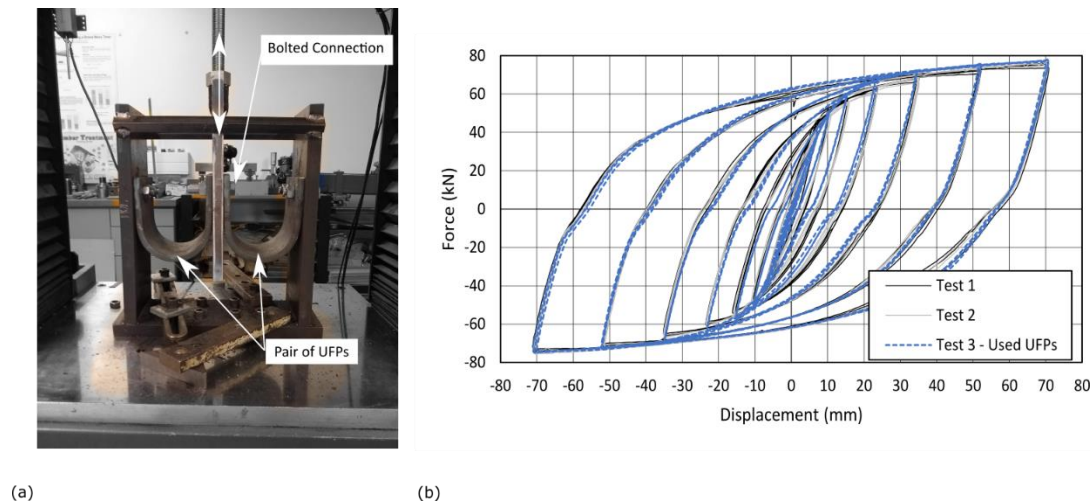 Bolted Connection
Pair of UFPs
(a)
80
60
40
20
0
-20
-40
-60
-80
Force (kN)
-80 -70 -60 -50 -40 -30 -20 -10 0 10 20 30 40 50 60 70 80
Displacement (mm)
Test 1
Test 2
Test 3 - Used UFPs
(b)